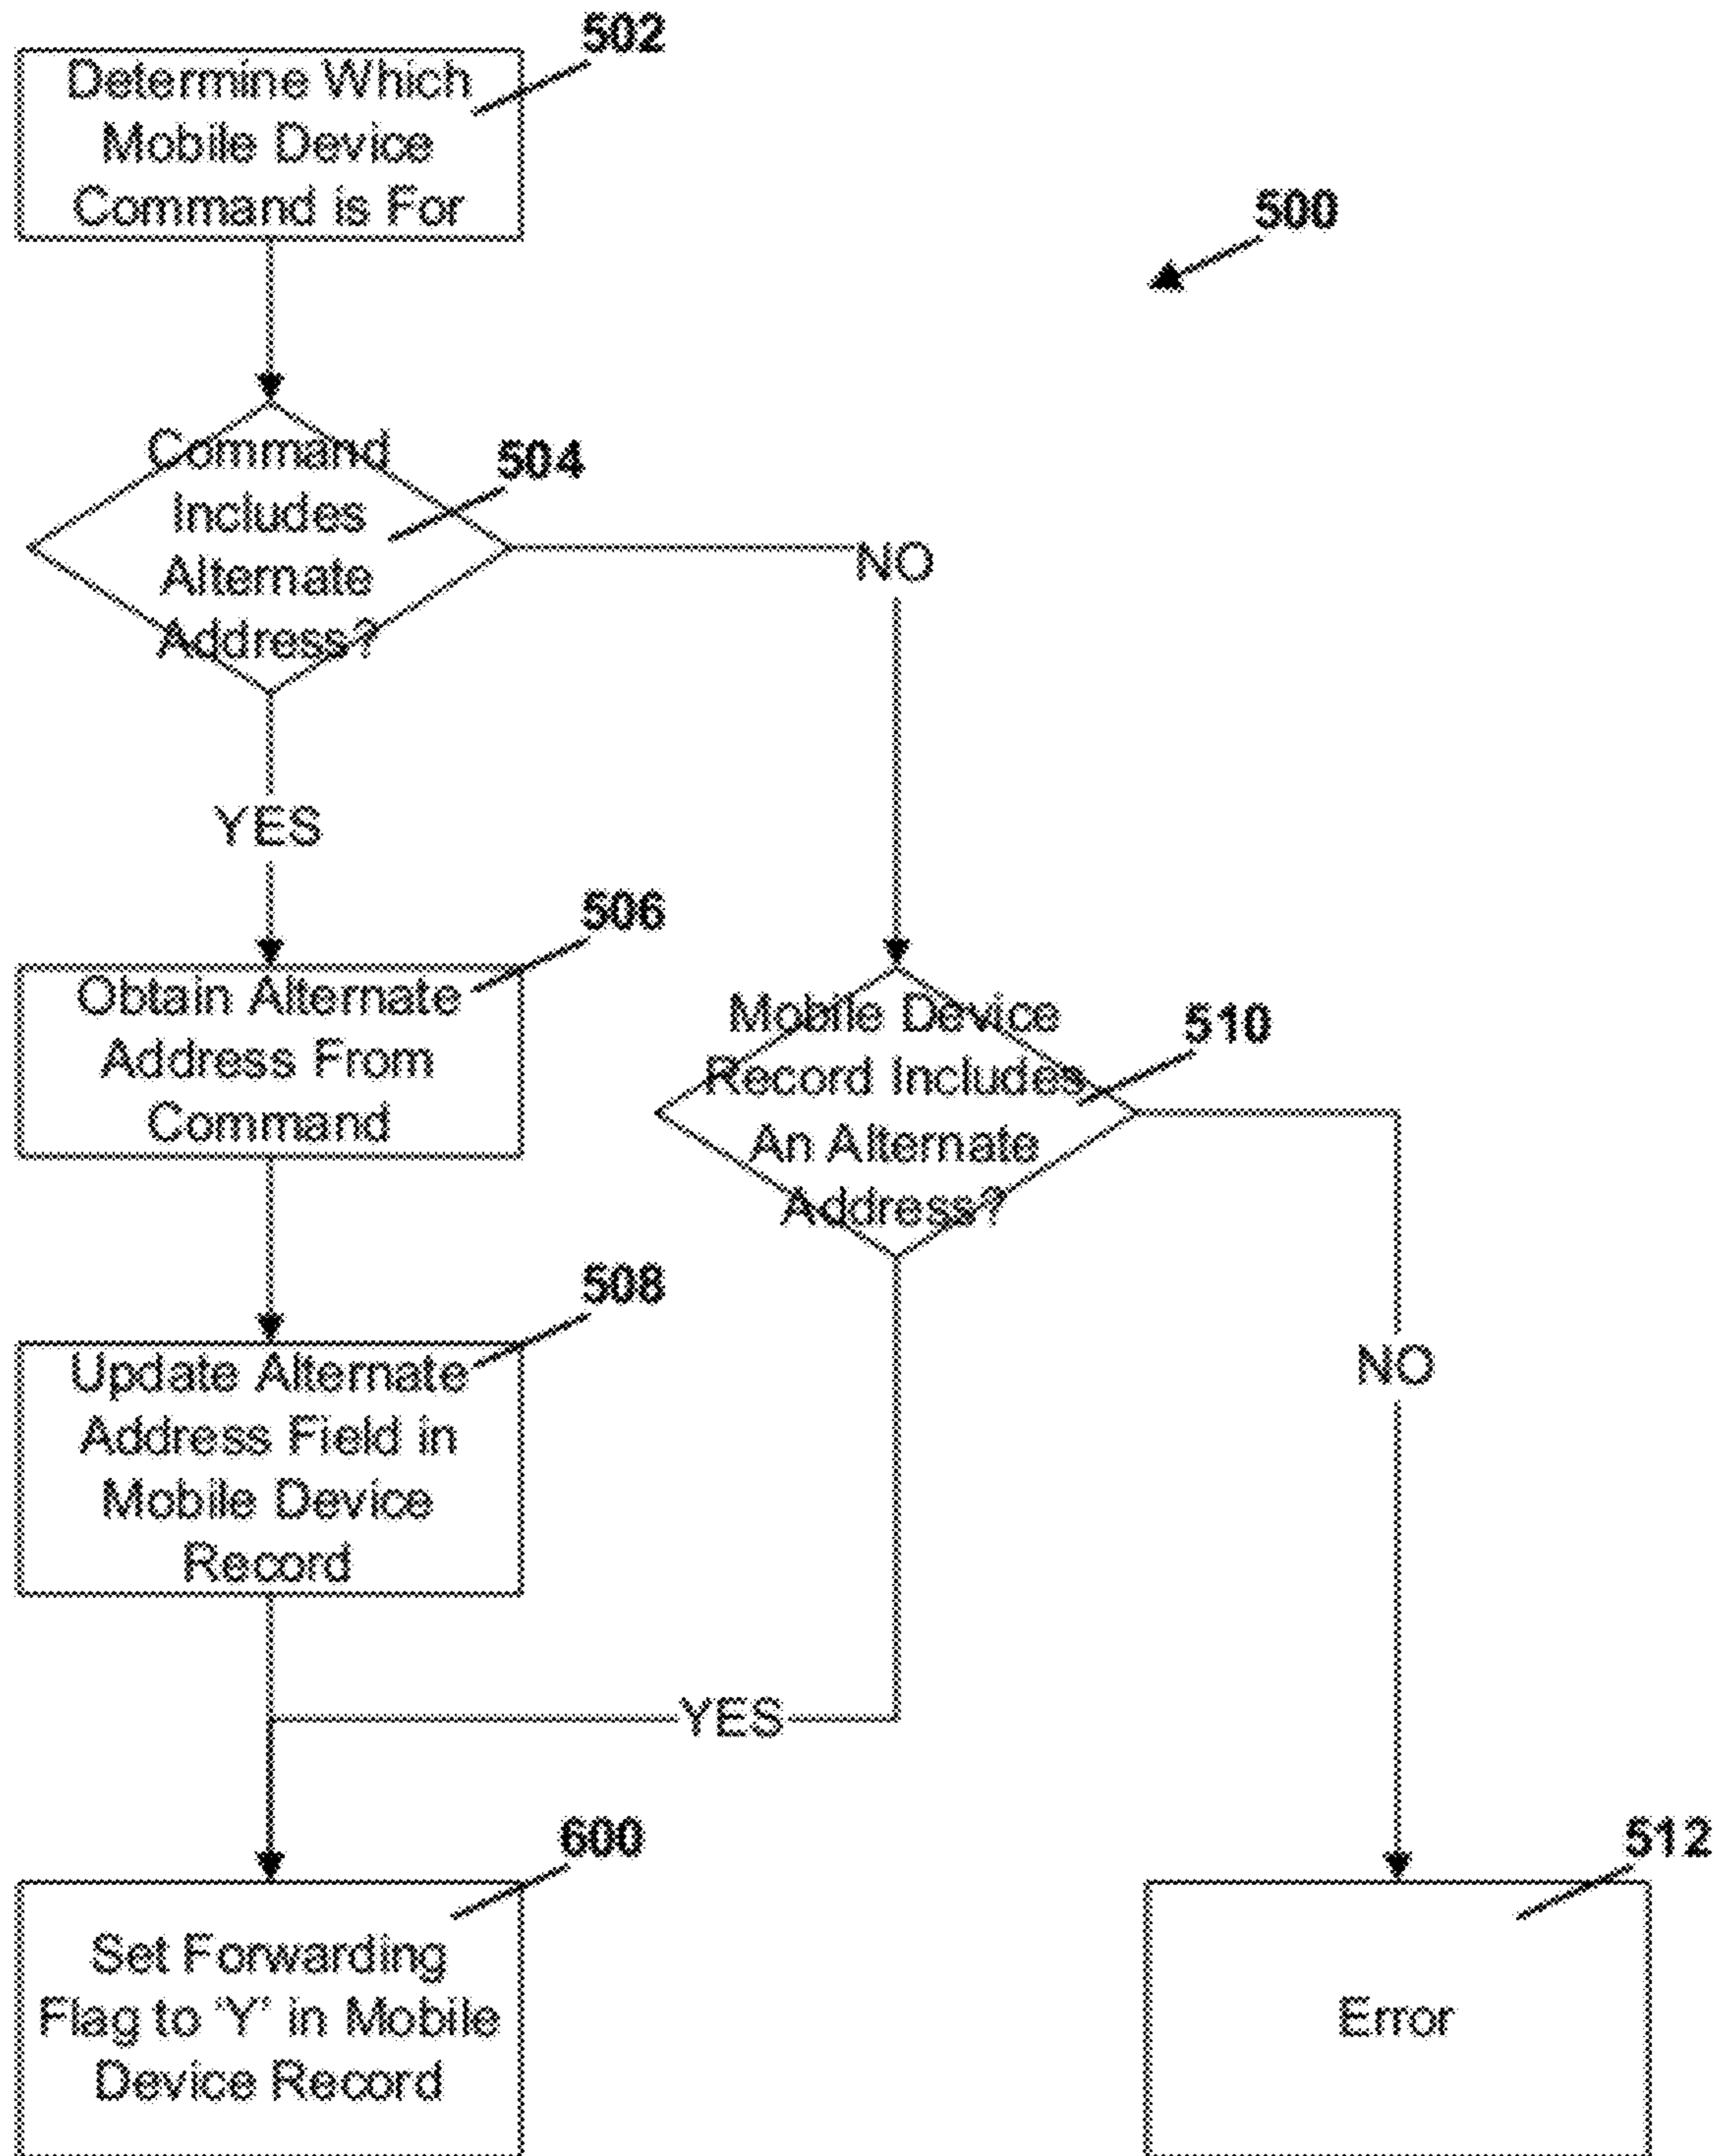 502
Determine Which
Mobile Device
Command is For
500
Command
Includes
Alternate
Address?
504
NO
YES
506
Obtain Alternate
Address From
Command
Mobile Device
Record Includes
An Alternate
Address?
510
508
Update Alternate
Address Field in
Mobile Device
Record
NO
YES
600
Set Forwarding
Flag to "Y" in Mobile
Device Record
512
Error